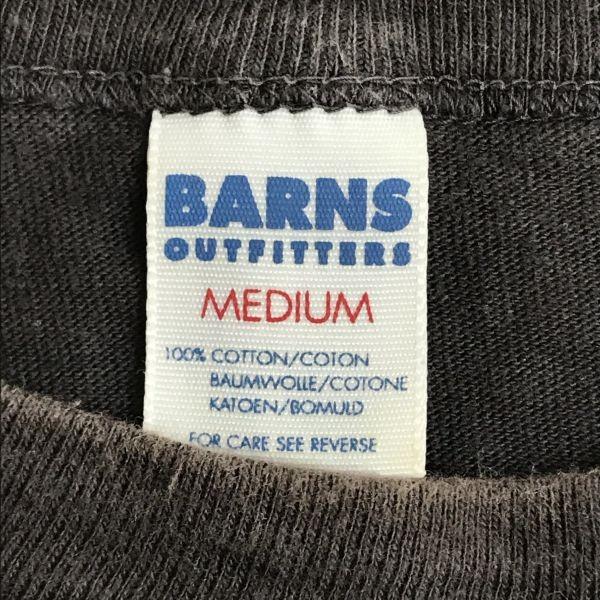 BARNS
OUTFITTERS
MEDIUM
100% COTTON/COTON
BAUMWOLLE/COTONE
KATOEN/BOMULD
FOR CARE SEE REVERSE